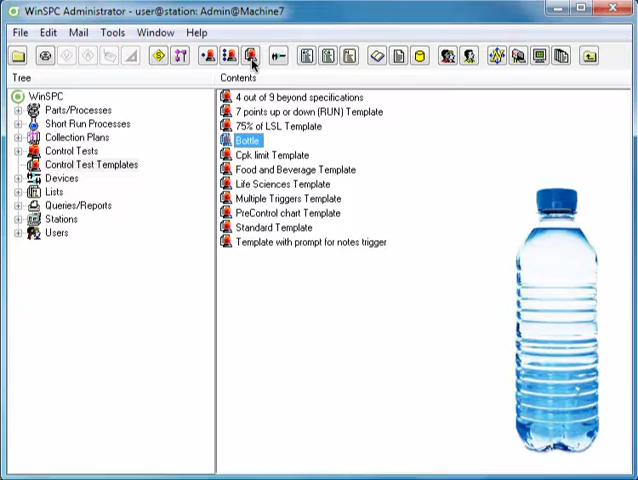 WinSPC Administrator - user@station: Admin@Machine7
File Edit Mail Tools Window Help
Tree
Contents
WinSPC
Parts/Processes
Short Run Processes
Collection Plans
Control Tests
Control Test Templates
Devices
Lists
Queries/Reports
Stations
Users
4 out of 9 beyond specifications
7 points up or down (RUN) Template
75% of LSL Template
Bottle
Cpk limit Template
Food and Beverage Template
Life Sciences Template
Multiple Triggers Template
PreControl chart Template
Standard Template
Template with prompt for notes trigger